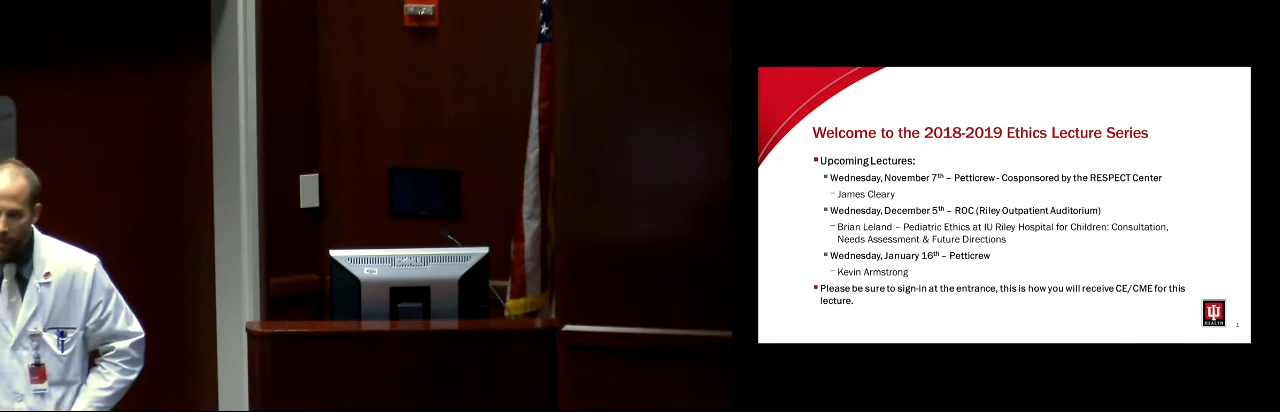 Welcome to the 2018-2019 Ethics Lecture Series
Upcoming Lectures:
Wednesday, November 7th – Petticrew - Cosponsored by the RESPECT Center
James Cleary
Wednesday, December 5th – ROC (Riley Outpatient Auditorium)
Brian Leland – Pediatric Ethics at IU Riley Hospital for Children: Consultation,
Needs Assessment & Future Directions
Wednesday, January 16th – Petticrew
Kevin Armstrong
Please be sure to sign-in at the entrance, this is how you will receive CE/CME for this
lecture.
HEALTH
1